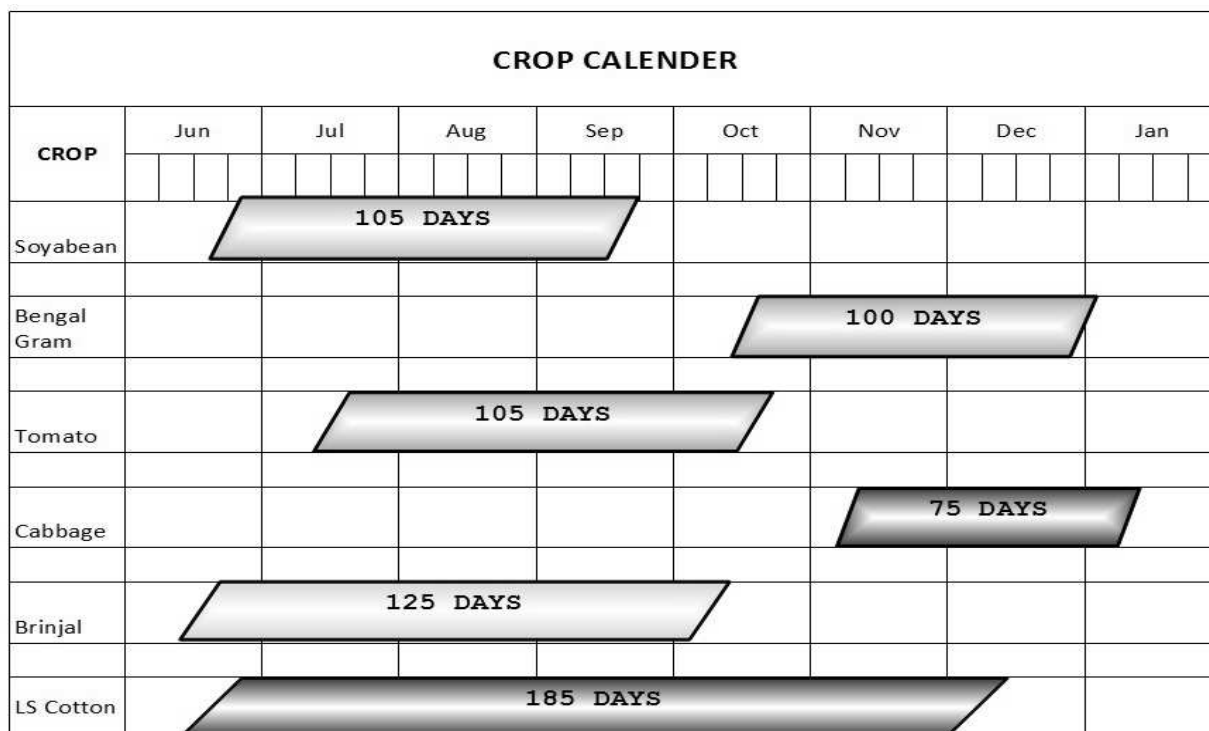 CROP CALENDER
CROP Jun Jul Aug Sep Oct Nov Dec Jan
105 DAYS
Soyabean
Bengal
Gram
100 DAYS
105 DAYS
Tomato
75 DAYS
Cabbage
125 DAYS
Brinjal
LS Cotton
185 DAYS